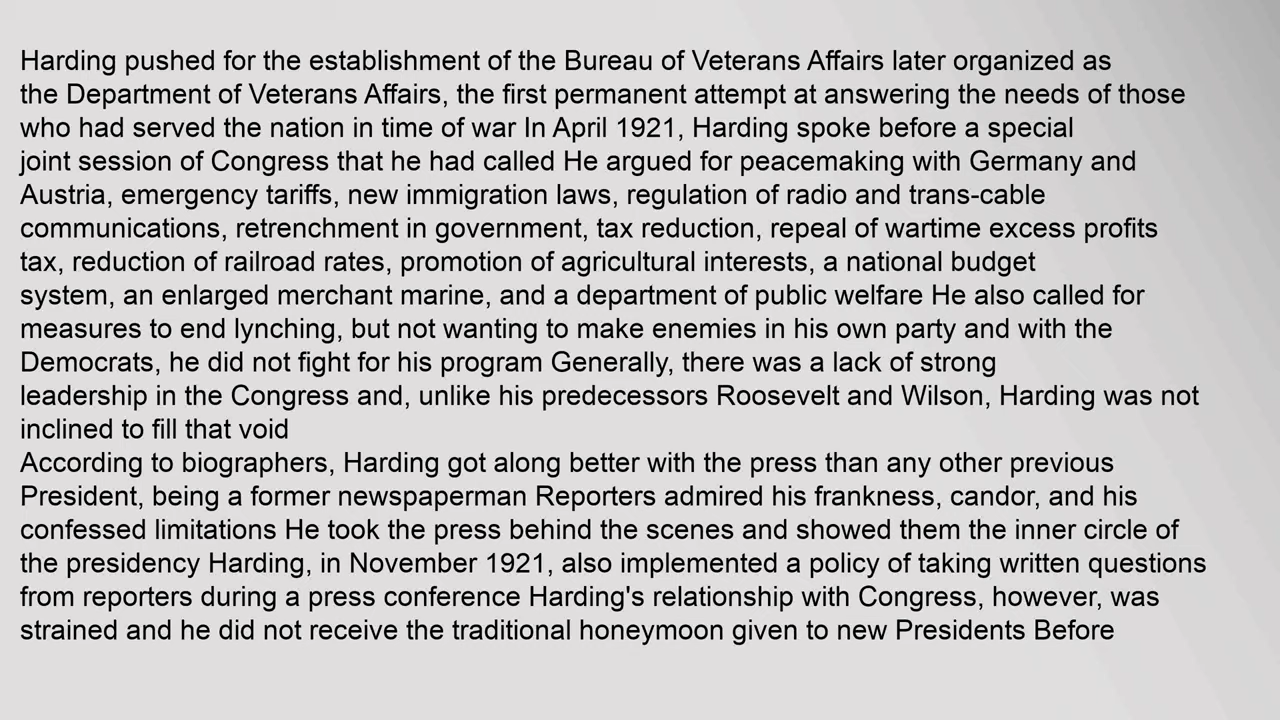 Harding pushed for the establishment of the Bureau of Veterans Affairs later organized as
the Department of Veterans Affairs, the first permanent attempt at answering the needs of those
who had served the nation in time of war In April 1921, Harding spoke before a special
joint session of Congress that he had called He argued for peacemaking with Germany and
Austria, emergency tariffs, new immigration laws, regulation of radio and trans-cable
communications, retrenchment in government, tax reduction, repeal of wartime excess profits
tax, reduction of railroad rates, promotion of agricultural interests, a national budget
system, an enlarged merchant marine, and a department of public welfare He also called for
measures to end lynching, but not wanting to make enemies in his own party and with the
Democrats, he did not fight for his program Generally, there was a lack of strong
leadership in the Congress and, unlike his predecessors Roosevelt and Wilson, Harding was not
inclined to fill that void
According to biographers, Harding got along better with the press than any other previous
President, being a former newspaperman Reporters admired his frankness, candor, and his
confessed limitations He took the press behind the scenes and showed them the inner circle of
the presidency Harding, in November 1921, also implemented a policy of taking written questions
from reporters during a press conference Harding's relationship with Congress, however, was
strained and he did not receive the traditional honeymoon given to new Presidents Before